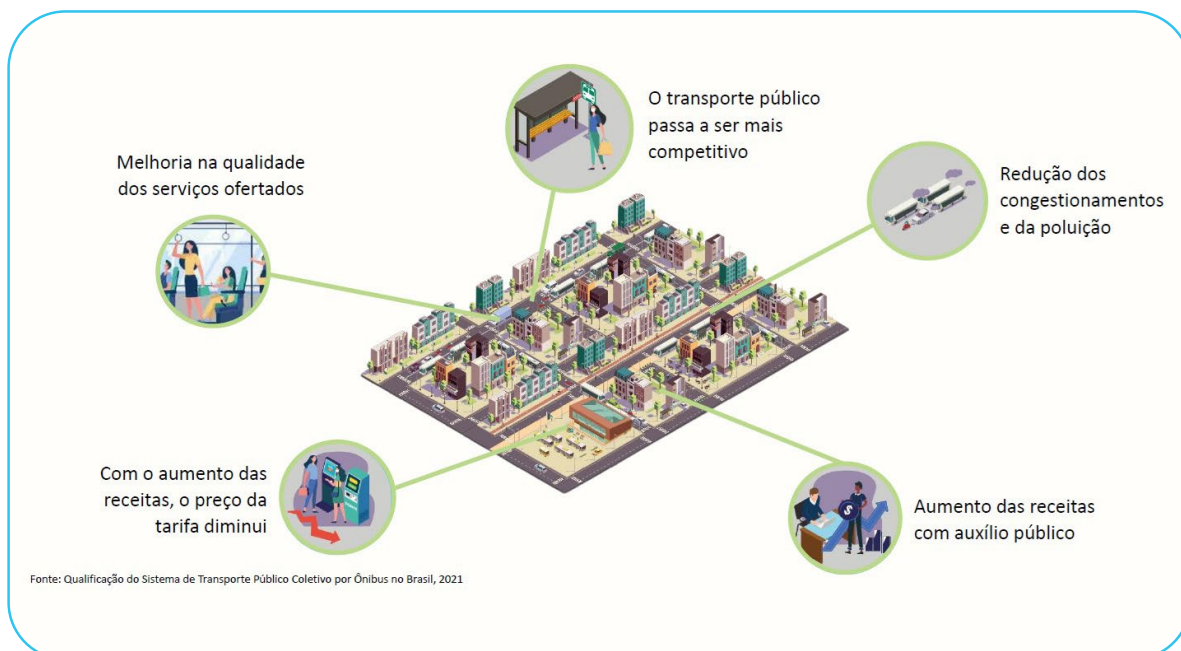 O transporte público
passa a ser mais
competitivo
Melhoria na qualidade
dos serviços ofertados
Redução dos
congestionamentos
e da poluição
Com o aumento das
receitas, o preço da
tarifa diminui
Aumento das receitas
com auxílio público
Fonte: Qualificação do Sistema de Transporte Público Coletivo por Ônibus no Brasil, 2021